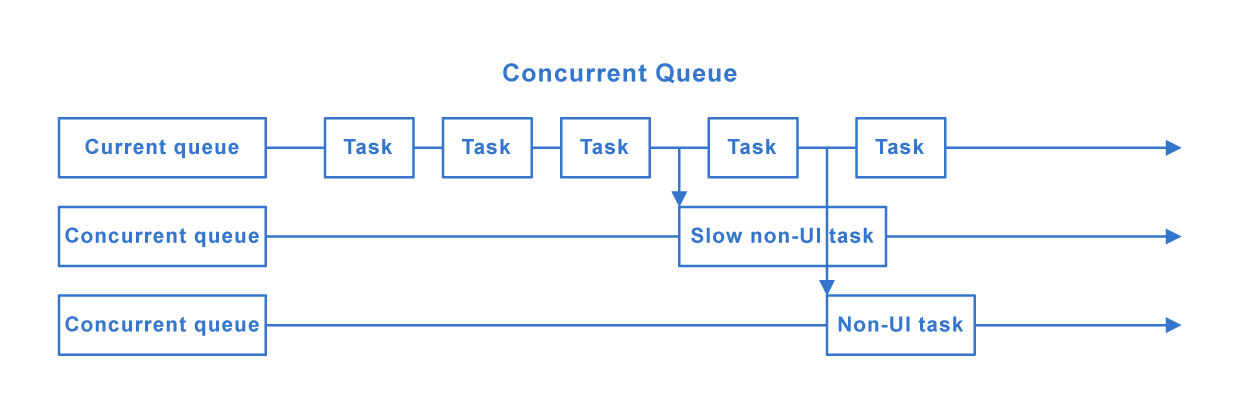 Concurrent Queue
Current queue
Task
Task
Task
Task
Task
Concurrent queue
Slow non-UI task
Concurrent queue
Non-UI task